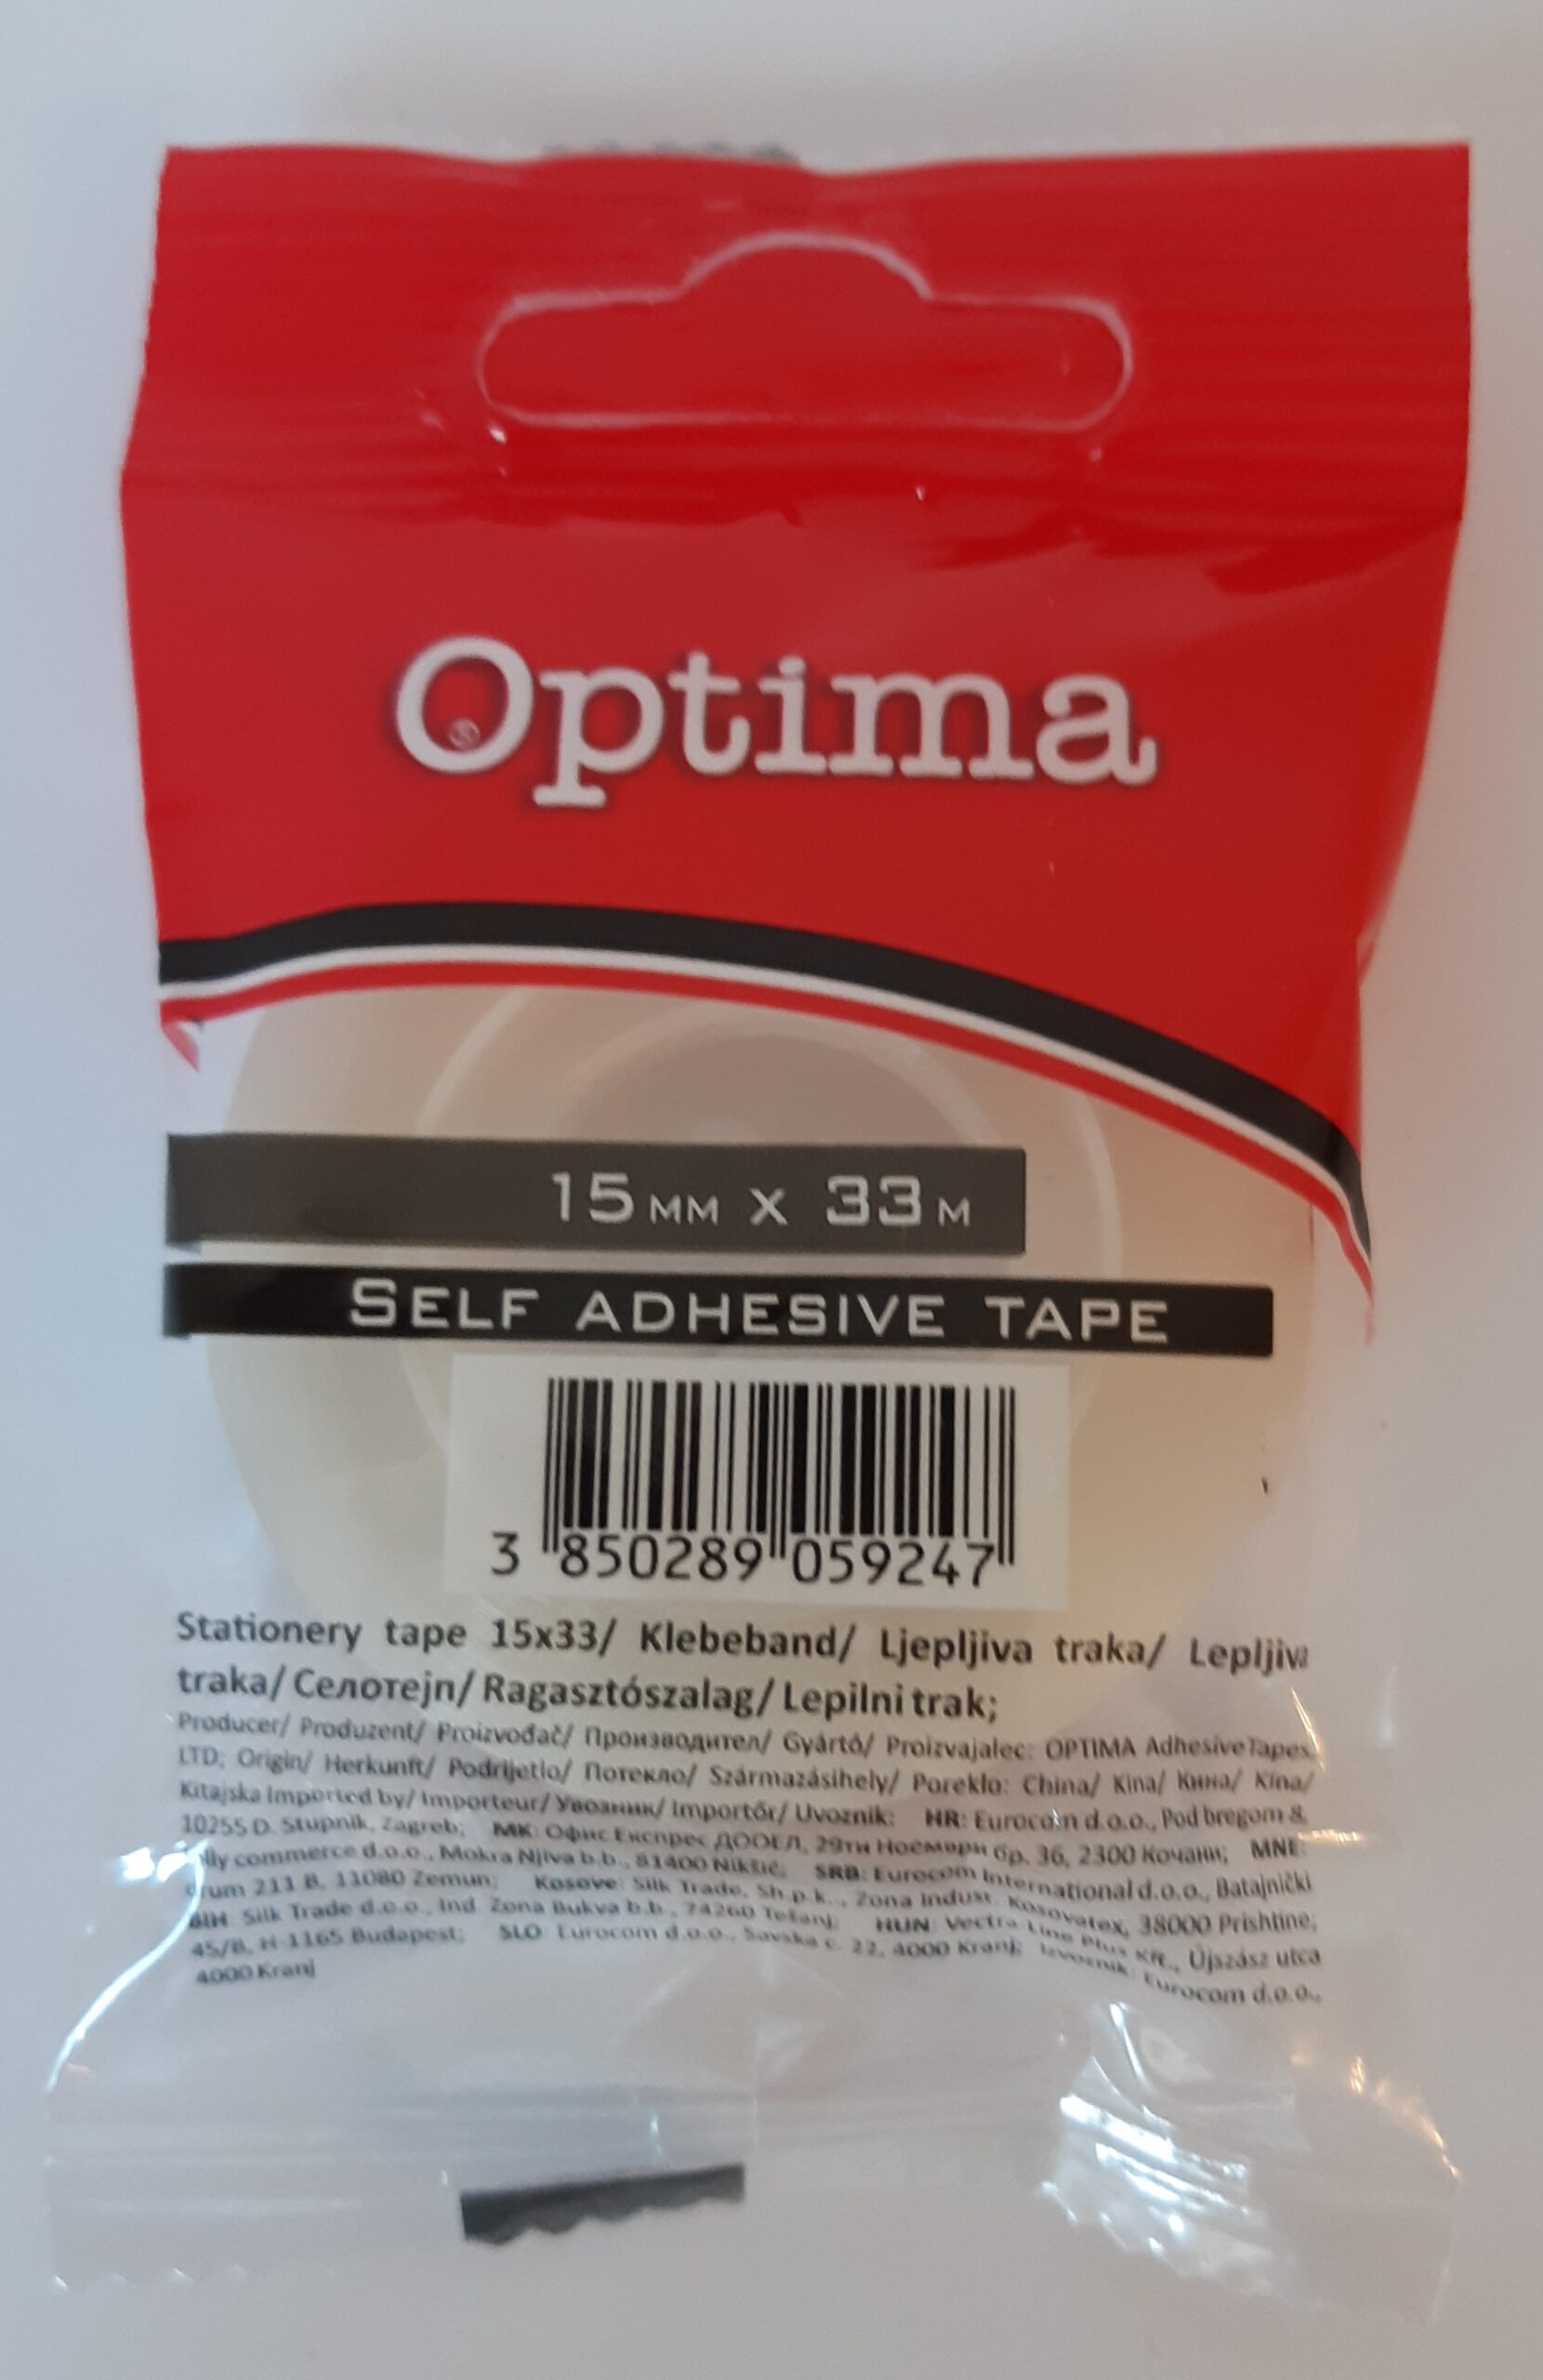 Optima
®
15MM X 33M
SELF ADHESIVE TAPE
3 850289 059247
Stationery tape 15x33/ Klebeband/ Ljepljiva traka/ Lepljiva
traka/ Селотејп/ Ragasztószalag/ Lepilni trak;
Producer/ Produzent/ Proizvođač/ Производител/ Gyártó/ Proizvajalec: OPTIMA AdhesiveTapes.
LTD; Origin/ Herkunft/ Podrijetlo/ Потекло/ Származásihely/ Poreklo: China/ Kina/ Кина/ Kína/
Kitajska Imported by/ Importeur/ Увозник/ Importőr/ Uvoznik: HR: Eurocom d.o.o., Pod bregom 8,
10255 D. Stupnik, Zagreb; MK: Офис Експрес ДООЕЛ, 29ти Ноември бр. 36, 2300 Кочани; MNE:
lly commerce d.o.o., Mokra Njiva b.b., 81400 Nikšić; SRB: Eurocom International d.o.o., Batajnički
drum 211 B, 11080 Zemun; Kosove: Silk Trade, Sh.p.k.., Zona Indust. Kosovatex, 38000 Prishtine;
BIH: Silk Trade d.o.o., Ind. Zona Bukva b.b., 74260 Tešanj; HUN: Vectra Line Plus Kft., Újszász utca
45/B, H-1165 Budapest; SLO: Eurocom d.o.o., Savska c. 22, 4000 Kranj; Izvoznik: Eurocom d.o.o.,
4000 Kranj